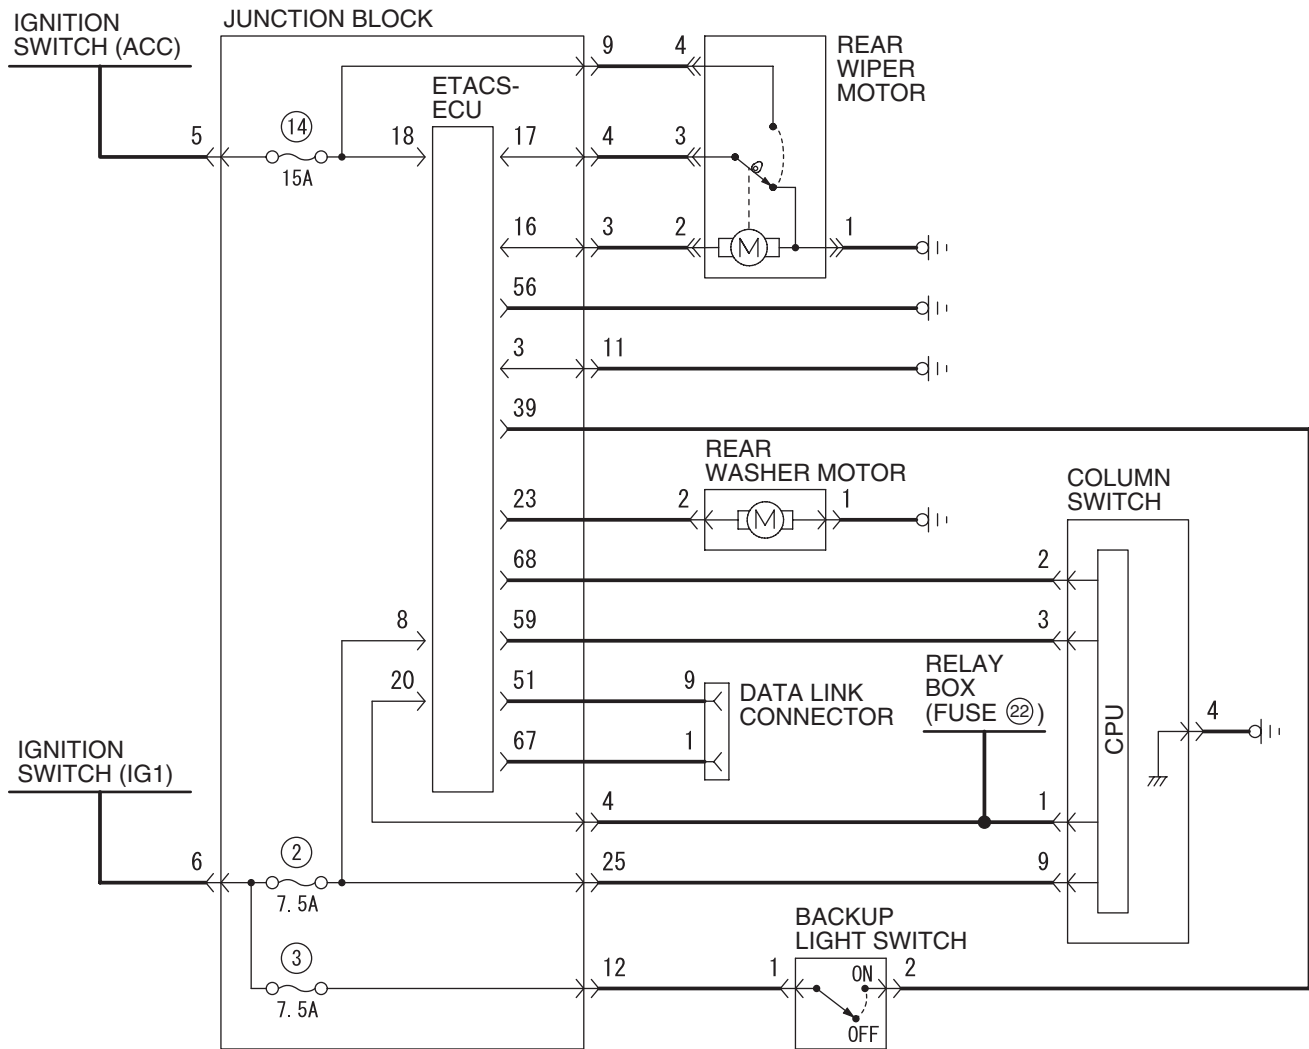 IGNITION
SWITCH (ACC)
JUNCTION BLOCK
9 4
REAR
WIPER
MOTOR
ETACS-
ECU
5
14
15A
18
17
4 3
16
3 2
M
1
56
3
11
39
REAR
WASHER MOTOR
23
2
M
1
COLUMN
SWITCH
68
2
8
59
3
20
51
9
DATA LINK
CONNECTOR
RELAY
BOX
(FUSE 22)
CPU
4
67
1
IGNITION
SWITCH (IG1)
4
1
6
2
7.5A
25
9
BACKUP
LIGHT SWITCH
3
7.5A
12
1
ON
OFF
2